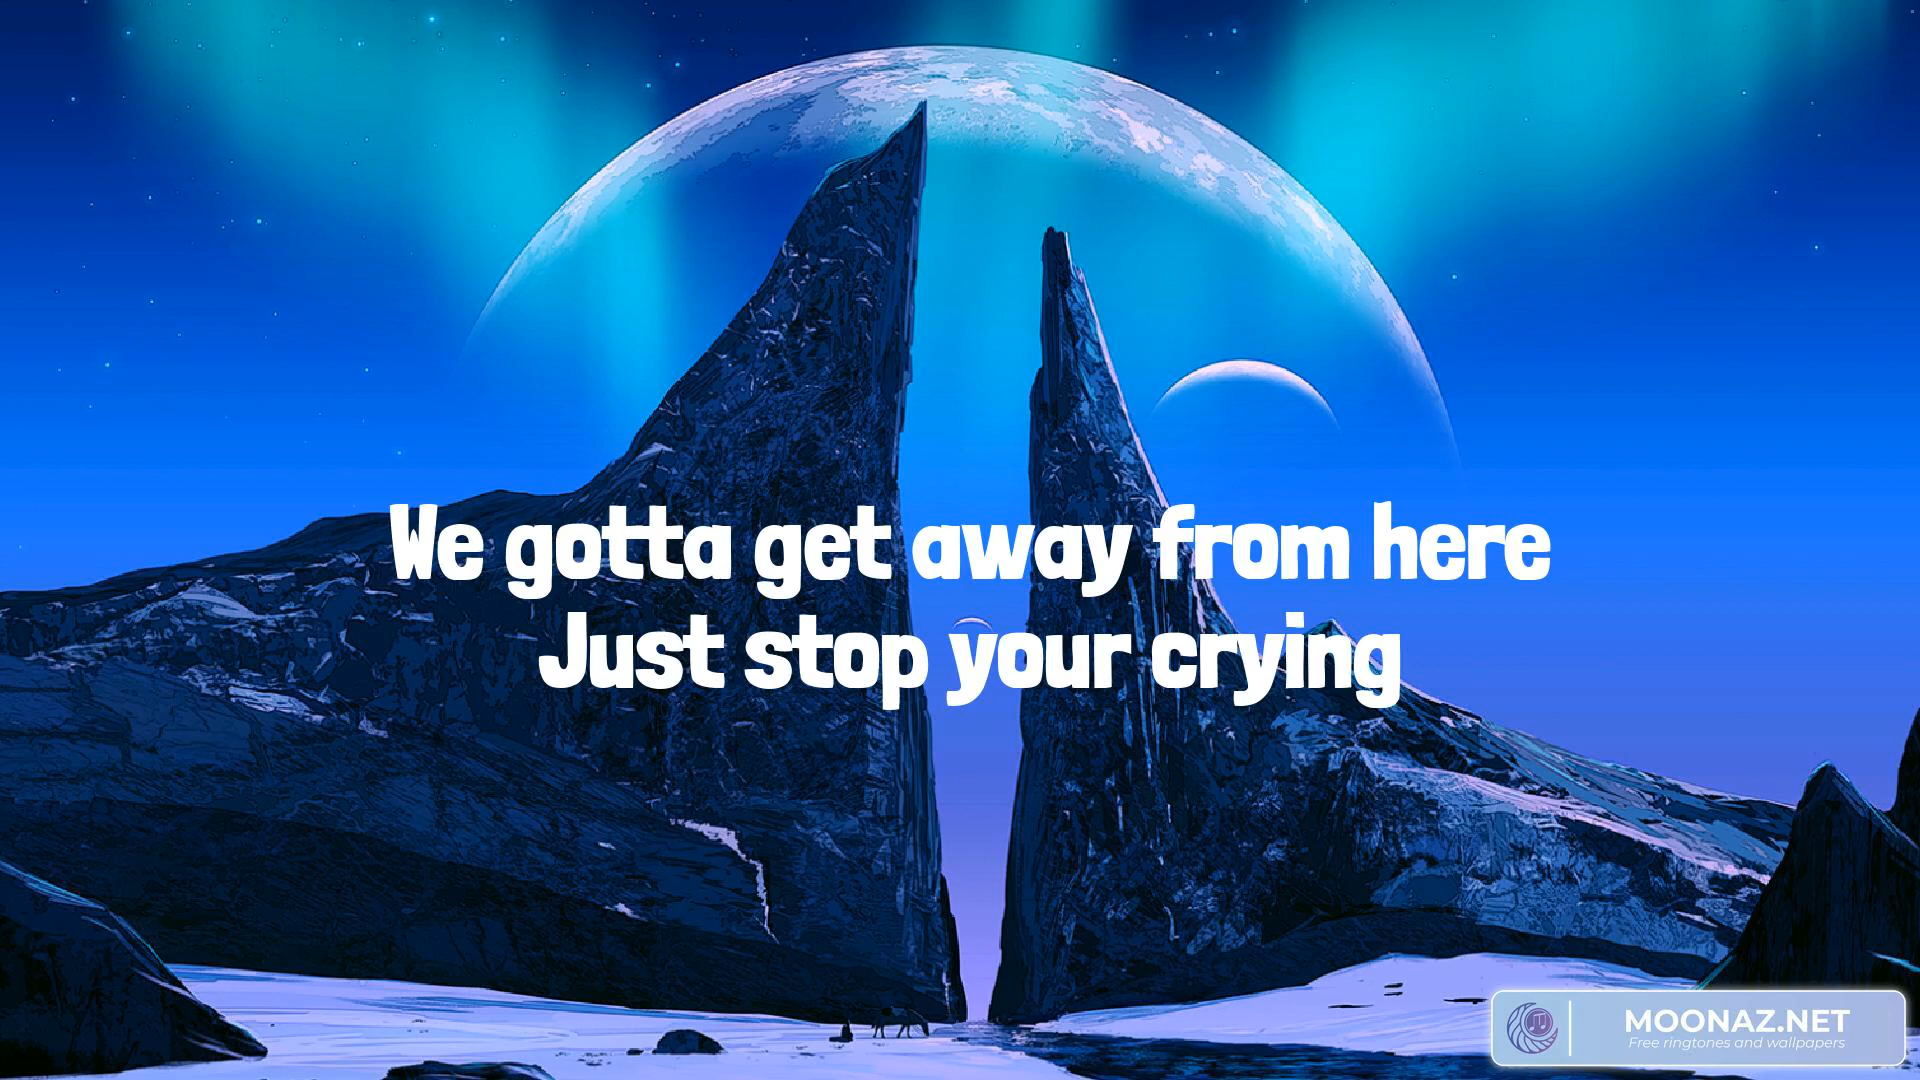 We gotta get away from here
Just stop your crying
MOONAZ.NET
Free ringtones and wallpapers